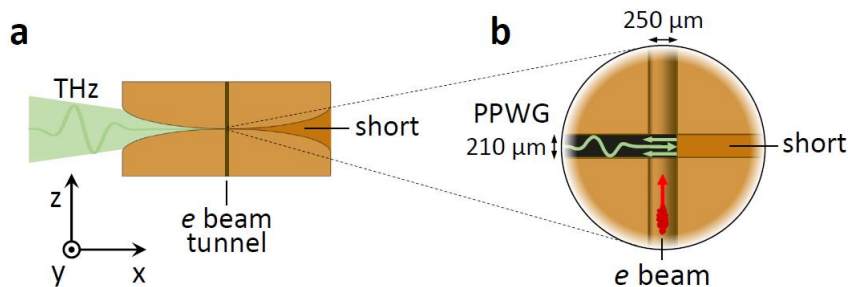 a
THz
short
e beam
tunnel
z
y
x
b
250 μm
PPWG
210 μm
short
e beam